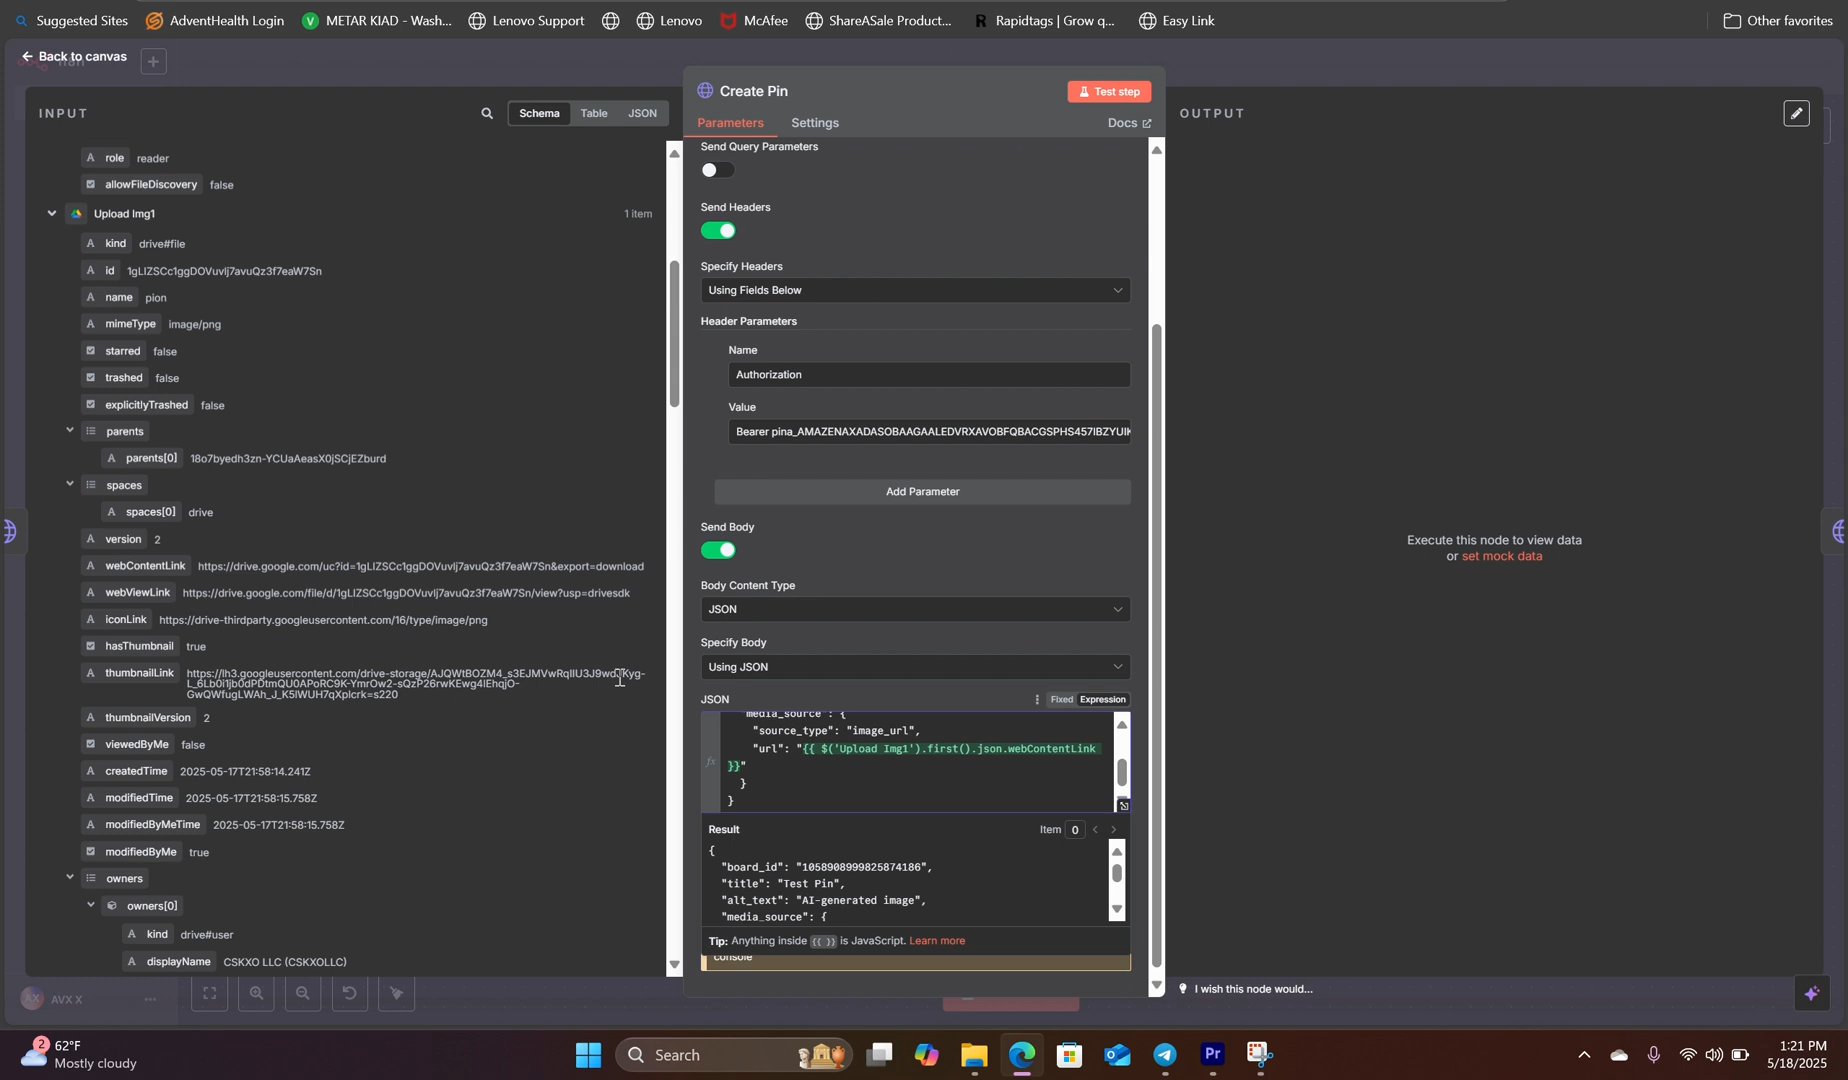 Suggested Sites
AdventHealth Login
METAR KIAD - Wash...
Lenovo Support
Lenovo
McAfee
ShareASale Product...
Rapidtags | Grow q...
Easy Link
Other favorites
Back to canvas
INPUT
Schema
Table
JSON
role reader
allowFileDiscovery false
Upload Img1
1 item
kind drive#file
id 1gLIZSCc1ggDOVuvlj7avuQz3f7eaW7Sn
name pion
mimeType image/png
starred false
trashed false
explicitlyTrashed false
parents
parents[0] 18o7byedh3zn-YCUaAeasX0jSCjEZburd
spaces
spaces[0] drive
version 2
webContentLink https://drive.google.com/uc?id=1gLIZSCc1ggDOVuvlj7avuQz3f7eaW7Sn&export=download
webViewLink https://drive.google.com/file/d/1gLIZSCc1ggDOVuvlj7avuQz3f7eaW7Sn/view?usp=drivesdk
iconLink https://drive-thirdparty.googleusercontent.com/16/type/image/png
hasThumbnail true
thumbnailLink
thumbnailVersion 2
viewedByMe false
createdTime 2025-05-17T21:58:14.241Z
modifiedTime 2025-05-17T21:58:15.758Z
modifiedByMeTime 2025-05-17T21:58:15.758Z
modifiedByMe true
owners
owners[0]
kind drive#user
displayName CSKXO LLC (CSKXOLLC)
AX AVX X
Create Pin
Test step
Parameters
Settings
Docs
Send Query Parameters
Send Headers
Specify Headers
Using Fields Below
Header Parameters
Name
Authorization
Value
Bearer pina_AMAZENAXADASOBAAGAALEDVRXAVOBFQBACGSPHS457IBZYUIK
Add Parameter
Send Body
Body Content Type
JSON
Specify Body
Using JSON
JSON
Fixed Expression
fx
"media_source": {
"source_type": "image_url",
"url": "{{ $('Upload Img1').first().json.webContentLink
}}"
}
}
Result
Item 0
{
"board_id": "1058908999825874186",
"title": "Test Pin",
"alt_text": "AI-generated image",
"media_source": {
Tip: Anything inside {{ }} is JavaScript. Learn more
console
OUTPUT
Execute this node to view data
or set mock data
I wish this node would...
2
62°F
Mostly cloudy
Search
Pr
1:21 PM
5/18/2025